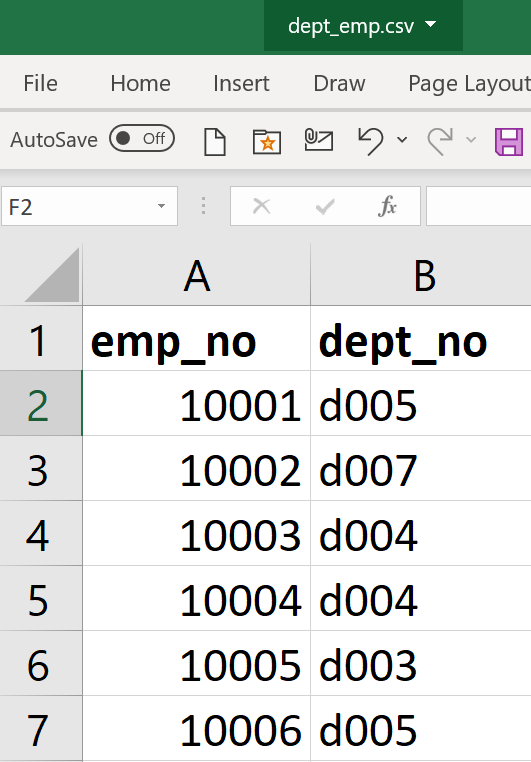 dept_emp.csv
File Home Insert Draw Page Layout
AutoSave Off
F2 fx
A B
1 emp_no dept_no
2 10001 d005
3 10002 d007
4 10003 d004
5 10004 d004
6 10005 d003
7 10006 d005